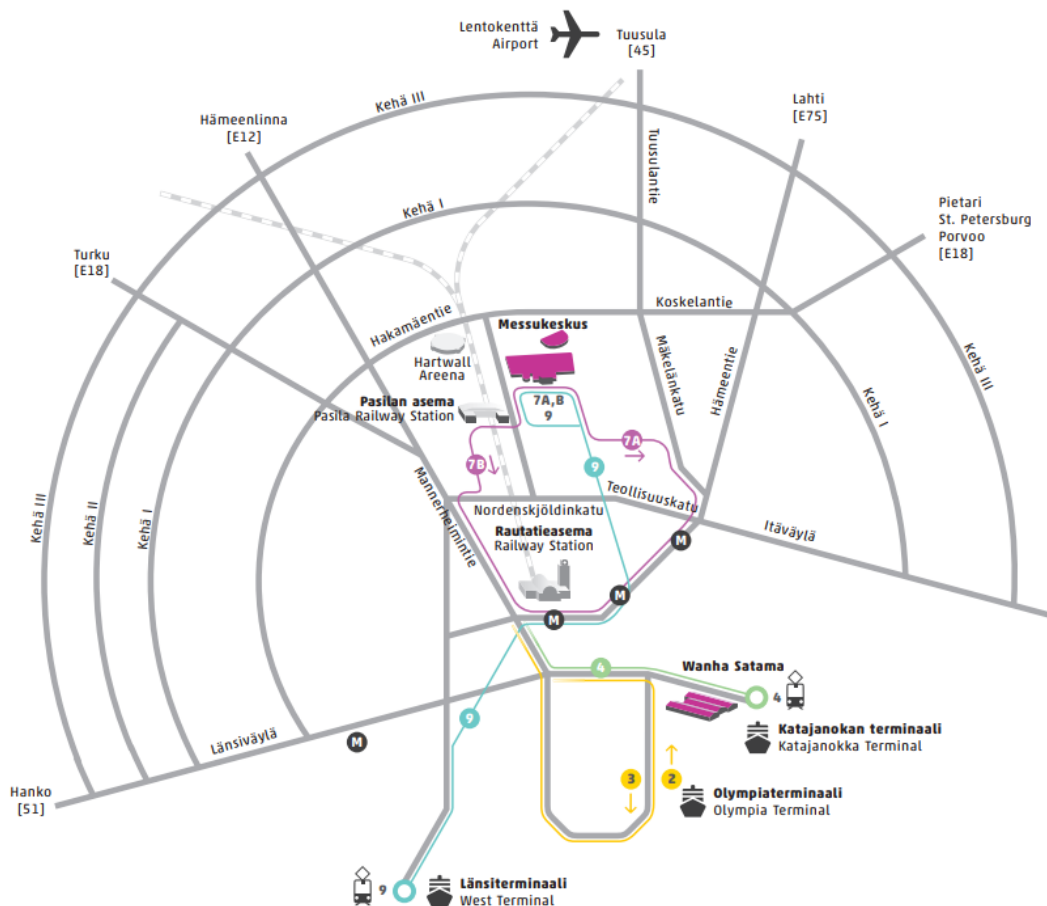 Lentokenttä
Airport
Tuusula
[45]
Lahti
[E75]
Kehä III
Hämeenlinna
[E12]
Tuusulantie
Kehä I
Pietari
St. Petersburg
Porvoo
[E18]
Turku
[E18]
Koskelantie
Hakamäentie
Messukeskus
Hartwall
Areena
Mäkelänkatu
Hämeentie
Kehä III
Pasilan asema
Pasila Railway Station
7A,B
9
Kehä I
7A
7B
9
Mannerheimintie
Teollisuuskatu
Nordenskjöldinkatu
Itäväylä
Kehä III
Kehä II
Kehä I
Rautatieasema
Railway Station
M
M
M
4
Wanha Satama
4
9
Länsiväylä
M
Katajanokan terminaali
Katajanokka Terminal
3
2
Hanko
[51]
Olympiaterminaali
Olympia Terminal
9
Länsiterminaali
West Terminal